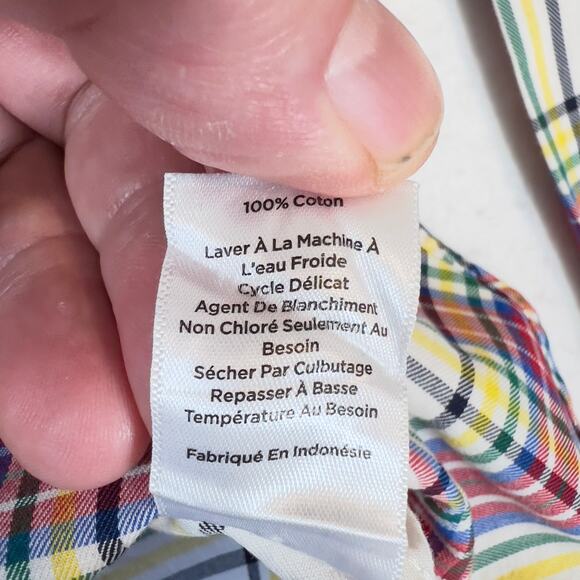 100% Coton
Laver À La Machine À
L'eau Froide
Cycle Délicat
Agent De Blanchiment
Non Chloré Seulement Au
Besoin
Sécher Par Culbutage
Repasser À Basse
Température Au Besoin
Fabriqué En Indonésie